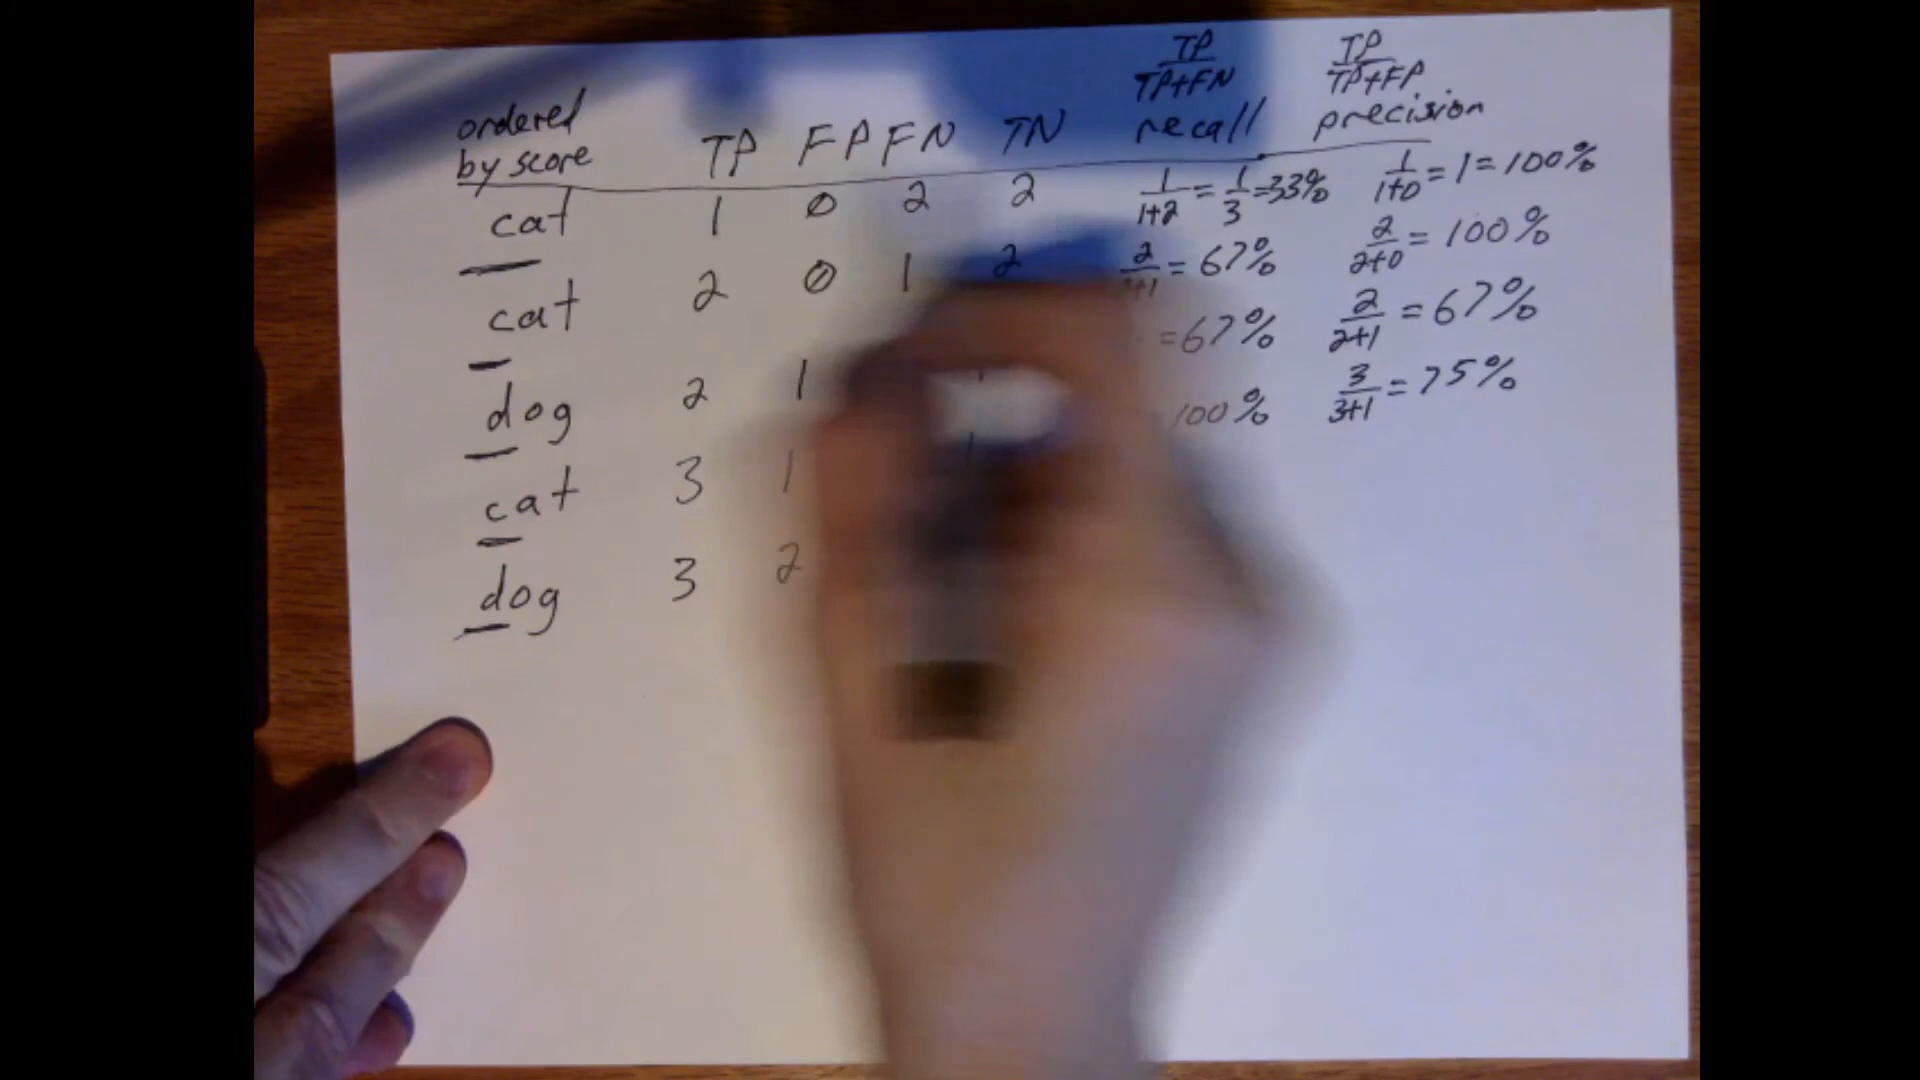 ordered by score TP FP FN TN TP/TP+FN recall TP/TP+FP precision
cat 1 0 2 2 1/1+2 = 1/3 = 33% 1/1+0 = 1 = 100%
cat 2 0 1 2 2/2+1 = 67% 2/2+0 = 100%
dog 2 1 = 67% 2/2+1 = 67%
cat 3 1 1 100% 3/3+1 = 75%
dog 3 2